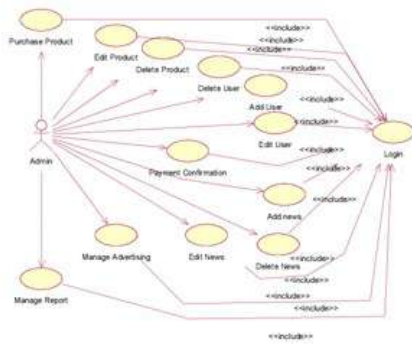 <<include>>
Purchase Product
<<include>>
Edit Product
<<include>>
Delete Product
Delete User
<<include>>
Add User
<<include>>
<<include>>
Edit User
Login
Admin
<<include>>
Payment Confirmation
<<include>>
<<include>>
Add news
<<include>>
Manage Advertising
Edit News
Delete News
<<include>>
Manage Report
<<include>>
<<include>>
<<include>>